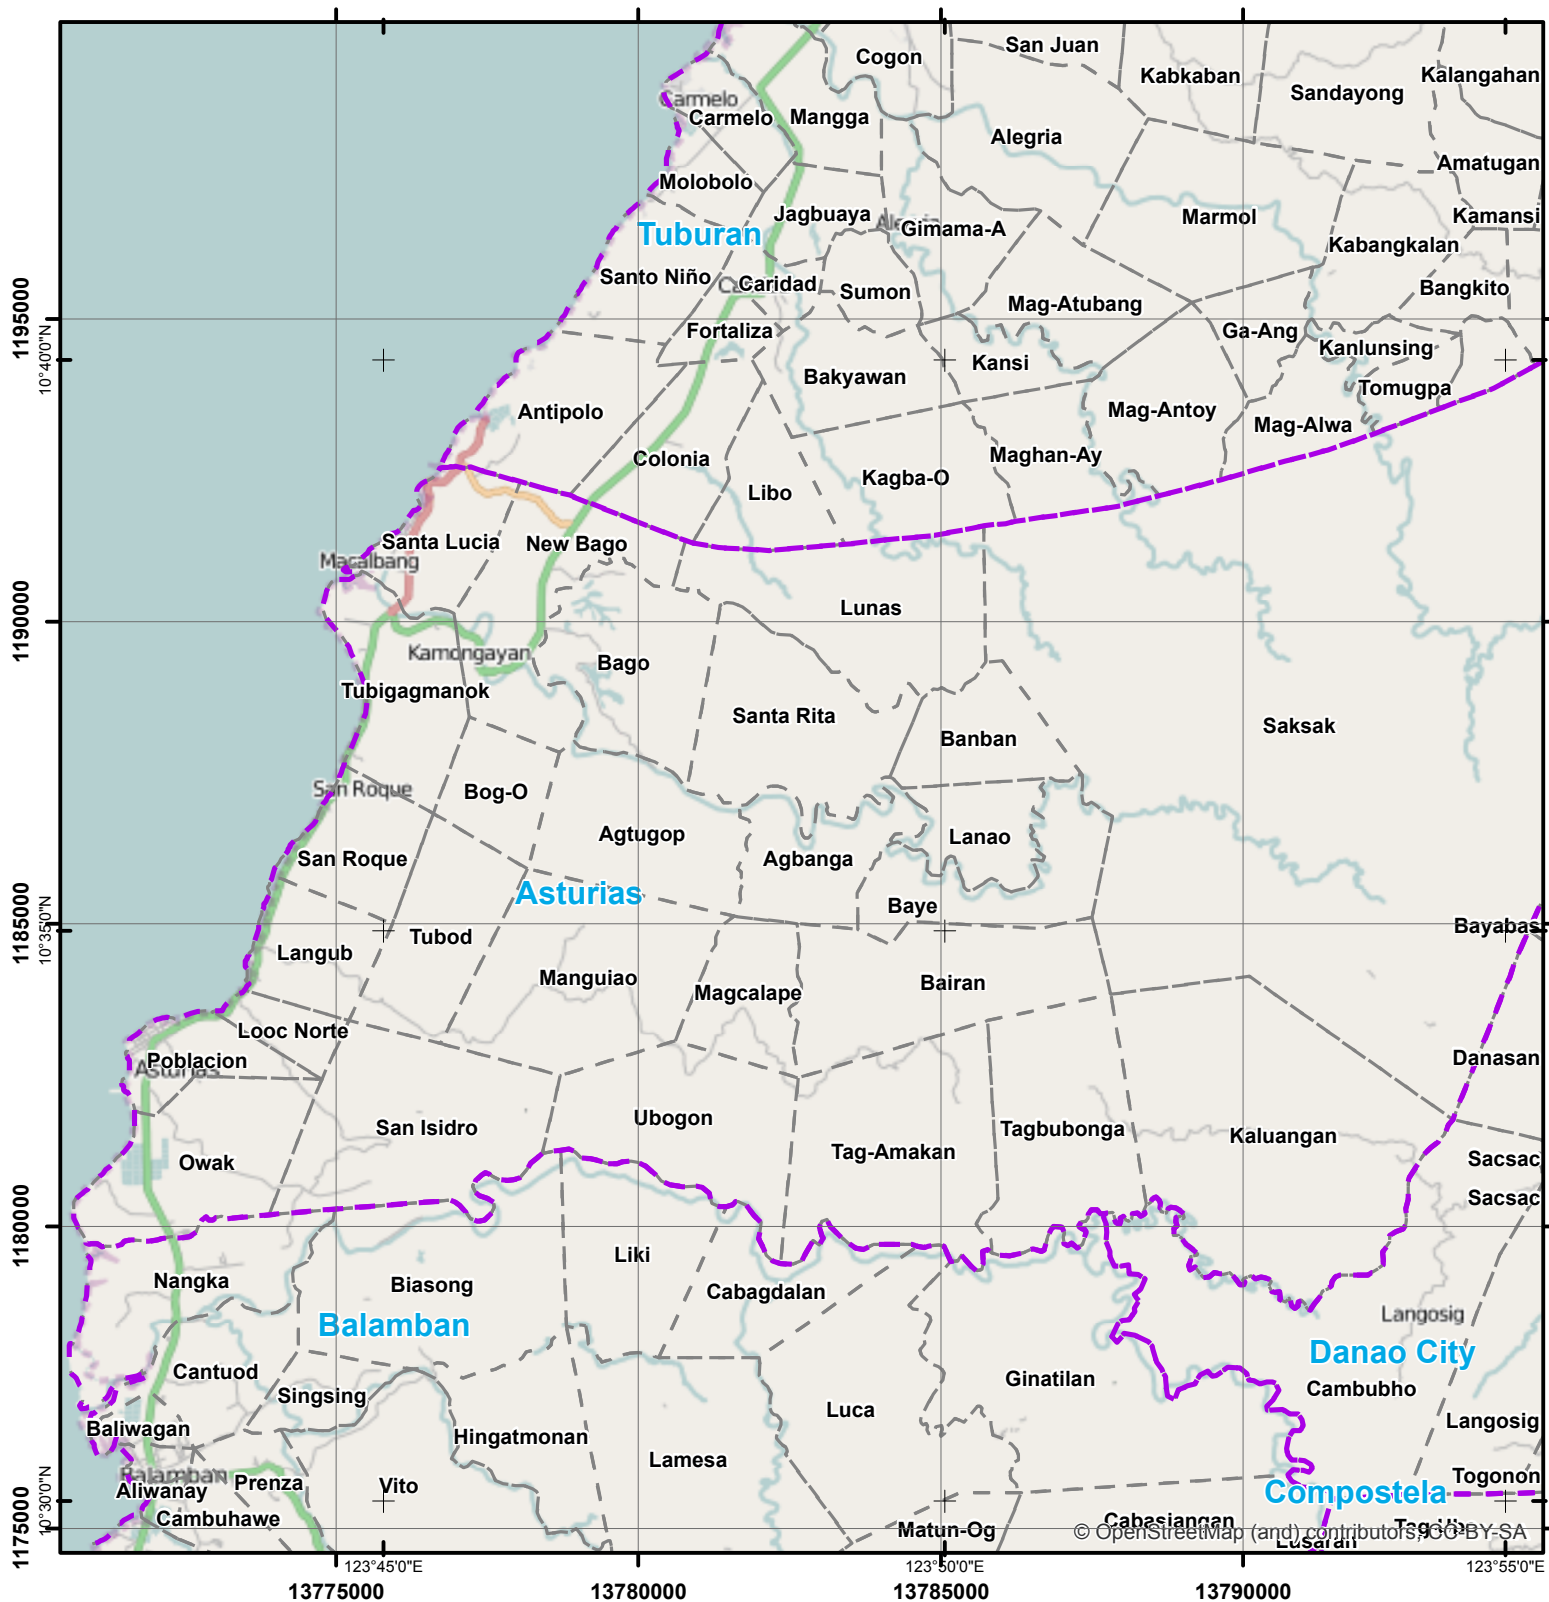 Cogon
San Juan
Kabkaban
Kalangahan
Sandayong
Carmelo
Carmelo
Mangga
Alegria
Amatugan
Molobolo
Jagbuaya
Gimama-A
Marmol
Kamansi
Tuburan
Kabangkalan
Santo Niño
Caridad
Sumon
Bangkito
Mag-Atubang
1195000
Fortaliza
Ga-Ang
Kanlunsing
10°40'0"N
Bakyawan
Kansi
Tomugpa
Antipolo
Mag-Antoy
Mag-Alwa
Colonia
Maghan-Ay
Libo
Kagba-O
Santa Lucia
New Bago
Macalbang
1190000
Lunas
Kamongayan
Bago
Tubigagmanok
Santa Rita
Saksak
Banban
San Roque
Bog-O
Agtugop
Lanao
San Roque
Agbanga
Asturias
Baye
1185000
10°35'0"N
Bayabas
Tubod
Langub
Manguiao
Magcalape
Bairan
Looc Norte
Poblacion
Asturias
Danasan
Ubogon
San Isidro
Tagbubonga
Kaluangan
Tag-Amakan
Owak
Sacsac
Sacsac
1180000
Liki
Nangka
Biasong
Cabagdalan
Langosig
Balamban
Danao City
Cantuod
Ginatilan
Cambubho
Singsing
Luca
Langosig
Baliwagan
Hingatmonan
Lamesa
Balamban
Prenza
Vito
Togonon
Aliwanay
Compostela
10°30'0"N
Cambuhawe
1175000
Matun-Og
Cabasiangan
© OpenStreetMap (and) contributors, CC-BY-SA
Lusaran
123°45'0"E
123°50'0"E
123°55'0"E
13775000
13780000
13785000
13790000